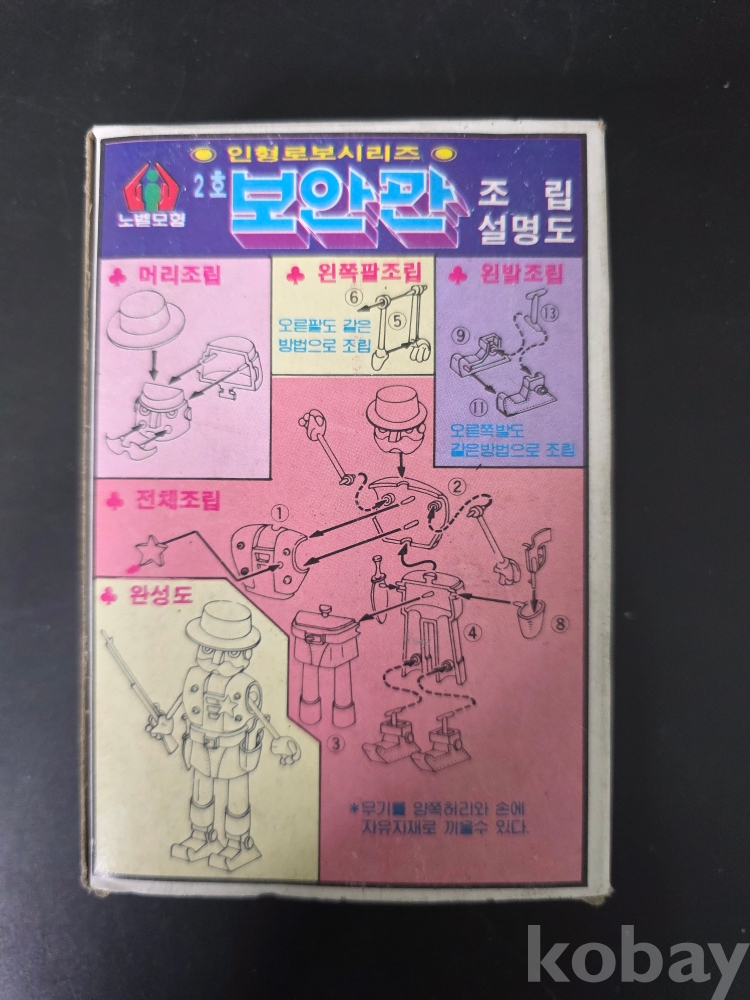 인형로보시리즈
노벨모형
2호
보안관
조 립
설명도
♣ 머리조립
♣ 왼쪽팔조립
⑥
⑤
오른팔도 같은
방법으로 조립
♣ 왼발조립
⑬
⑨
⑪
오른쪽발도
같은방법으로 조립
♣ 전체조립
①
②
⑧
④
③
♣ 완성도
*무기를 양쪽허리와 손에
자유자재로 끼울수 있다.
kobay